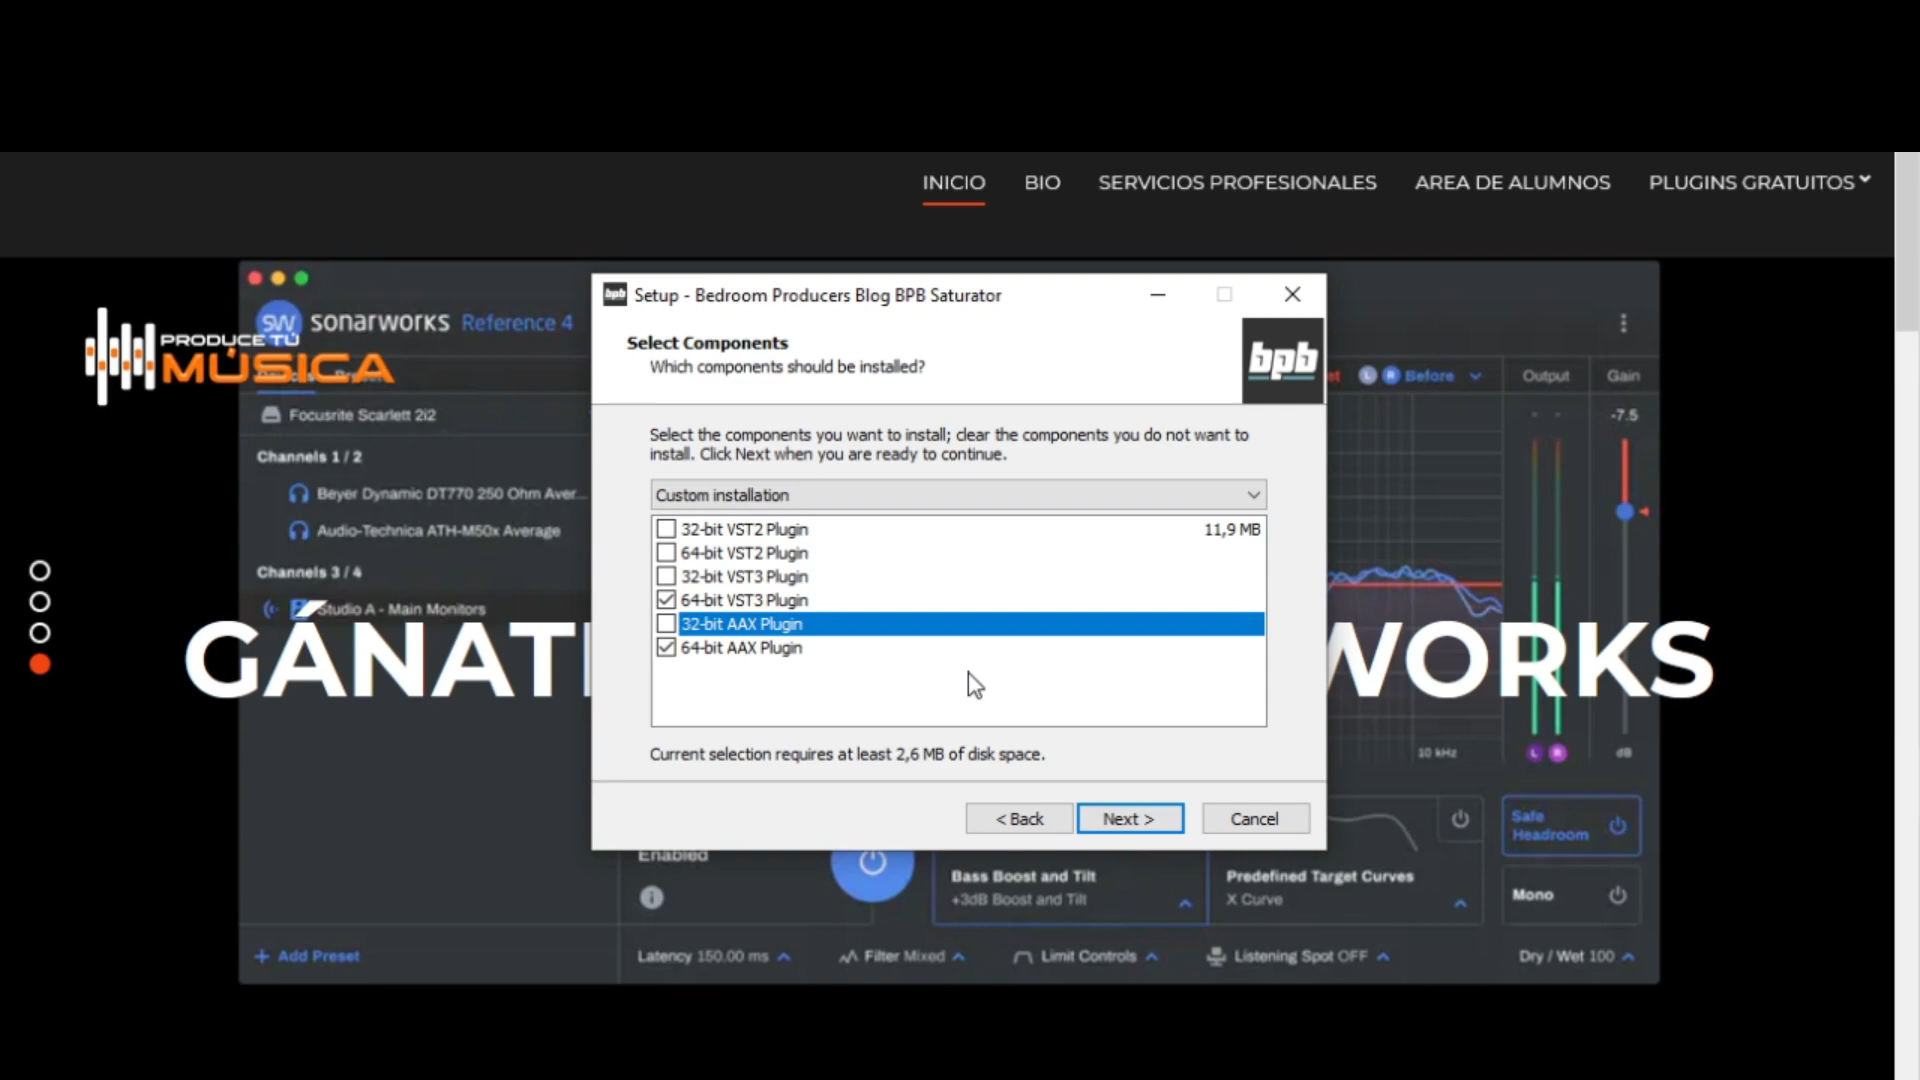 INICIO
BIO
SERVICIOS PROFESIONALES
AREA DE ALUMNOS
PLUGINS GRATUITOS
SW sonarworks Reference 4
PRODUCE TÚ
MÚSICA
Focusrite Scarlett 2i2
Channels 1 / 2
Beyer Dynamic DT770 250 Ohm Aver...
Audio-Technica ATH-M50x Average
Channels 3 / 4
Studio A - Main Monitors
GÁNAT
WORKS
bpb Setup - Bedroom Producers Blog BPB Saturator
Select Components
Which components should be installed?
bpb
Select the components you want to install; clear the components you do not want to
install. Click Next when you are ready to continue.
Custom installation
32-bit VST2 Plugin 11,9 MB
64-bit VST2 Plugin
32-bit VST3 Plugin
64-bit VST3 Plugin
32-bit AAX Plugin
64-bit AAX Plugin
Current selection requires at least 2,6 MB of disk space.
< Back
Next >
Cancel
L R Before
Output
Gain
-7.5
10 kHz
L R
dB
Enabled
Bass Boost and Tilt
+3dB Boost and Tilt
Predefined Target Curves
X Curve
Safe
Headroom
Mono
+ Add Preset
Latency 150.00 ms
Filter Mixed
Limit Controls
Listening Spot OFF
Dry / Wet 100